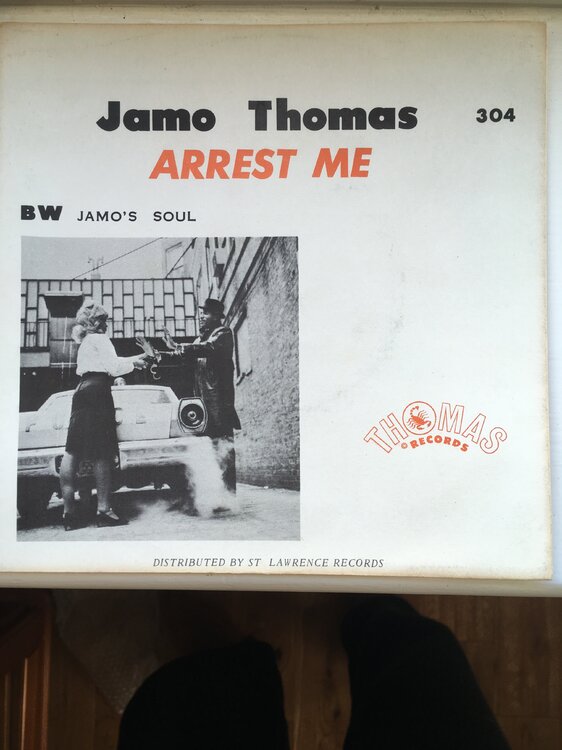 Jamo Thomas 304
ARREST ME
BW JAMO'S SOUL
THOMAS
© RECORDS
DISTRIBUTED BY ST LAWRENCE RECORDS